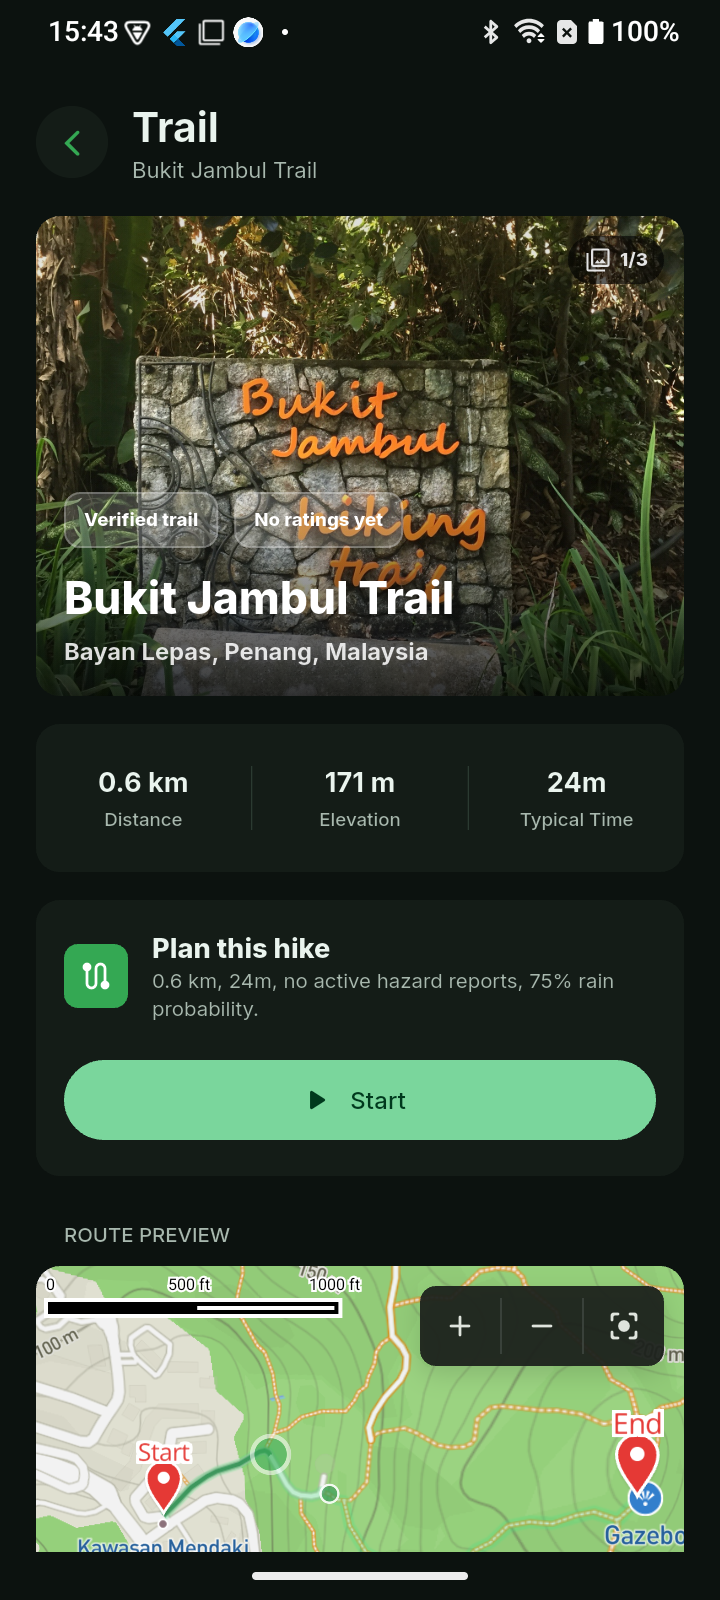 15:43
100%
Trail
Bukit Jambul Trail
1/3
Bukit
Jambul
hiking
trail
Verified trail
No ratings yet
Bukit Jambul Trail
Bayan Lepas, Penang, Malaysia
0.6 km
171 m
24m
Distance
Elevation
Typical Time
Plan this hike
0.6 km, 24m, no active hazard reports, 75% rain
probability.
Start
ROUTE PREVIEW
0
500 ft
1000 ft
150
100 m
m
End
Start
Kawasan Mendaki
Gazebo